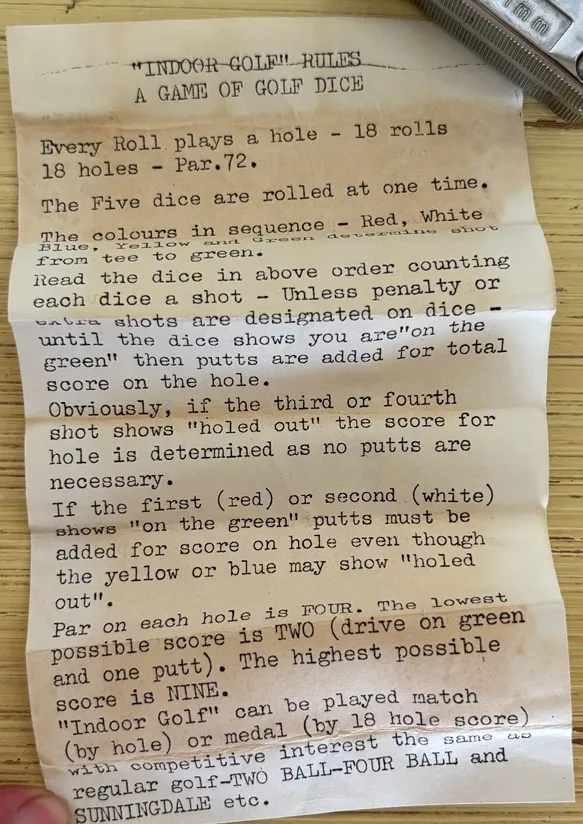 "INDOOR GOLF" RULES
A GAME OF GOLF DICE
Every Roll plays a hole - 18 rolls
18 holes - Par.72.
The Five dice are rolled at one time.
The colours in sequence - Red, White
Blue, Yellow and Green determine shot
from tee to green.
Read the dice in above order counting
each dice a shot - Unless penalty or
extra shots are designated on dice -
until the dice shows you are"on the
green" then putts are added for total
score on the hole.
Obviously, if the third or fourth
shot shows "holed out" the score for
hole is determined as no putts are
necessary.
If the first (red) or second (white)
shows "on the green" putts must be
added for score on hole even though
the yellow or blue may show "holed
out".
Par on each hole is FOUR. The lowest
possible score is TWO (drive on green
and one putt). The highest possible
score is NINE.
"Indoor Golf" can be played match
(by hole) or medal (by 18 hole score)
with competitive interest the same as
regular golf-TWO BALL-FOUR BALL and
SUNNINGDALE etc.